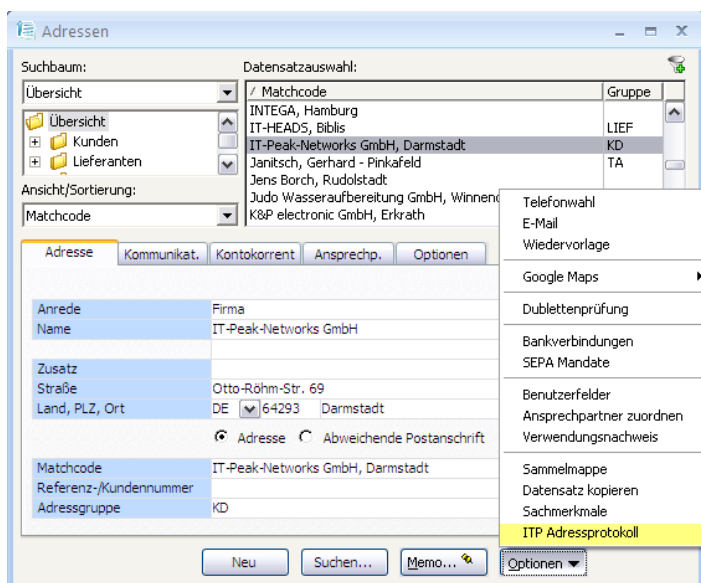 Adressen
Suchbaum:
Übersicht
Übersicht
Kunden
Lieferanten
Ansicht/Sortierung:
Matchcode
Datensatzauswahl:
/ Matchcode Gruppe
INTEGA, Hamburg
IT-HEADS, Biblis LIEF
IT-Peak-Networks GmbH, Darmstadt KD
Janitsch, Gerhard - Pinkafeld TA
Jens Borch, Rudolstadt
Judo Wasseraufbereitung GmbH, Winnend
K&P electronic GmbH, Erkrath
Adresse Kommunikat. Kontokorrent Ansprechp. Optionen
Anrede Firma
Name IT-Peak-Networks GmbH
Zusatz
Straße Otto-Röhm-Str. 69
Land, PLZ, Ort DE 64293 Darmstadt
Adresse Abweichende Postanschrift
Matchcode IT-Peak-Networks GmbH, Darmstadt
Referenz-/Kundennummer
Adressgruppe KD
Neu Suchen... Memo... Optionen
Telefonwahl
E-Mail
Wiedervorlage
Google Maps
Dublettenprüfung
Bankverbindungen
SEPA Mandate
Benutzerfelder
Ansprechpartner zuordnen
Verwendungsnachweis
Sammelmappe
Datensatz kopieren
Sachmerkmale
ITP Adressprotokoll